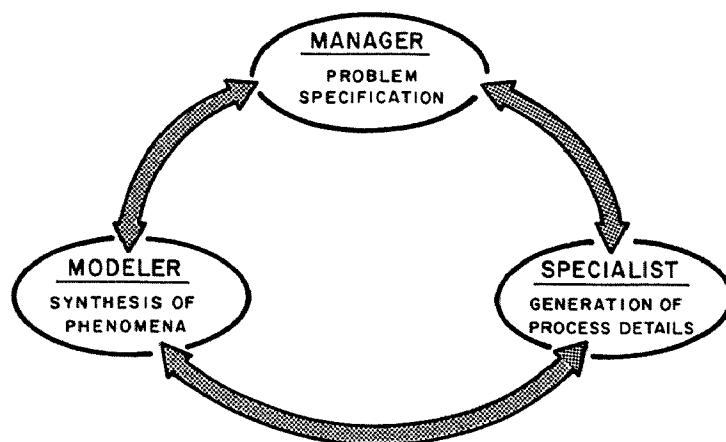 MANAGER
PROBLEM
SPECIFICATION
MODELER
SYNTHESIS OF
PHENOMENA
SPECIALIST
GENERATION OF
PROCESS DETAILS